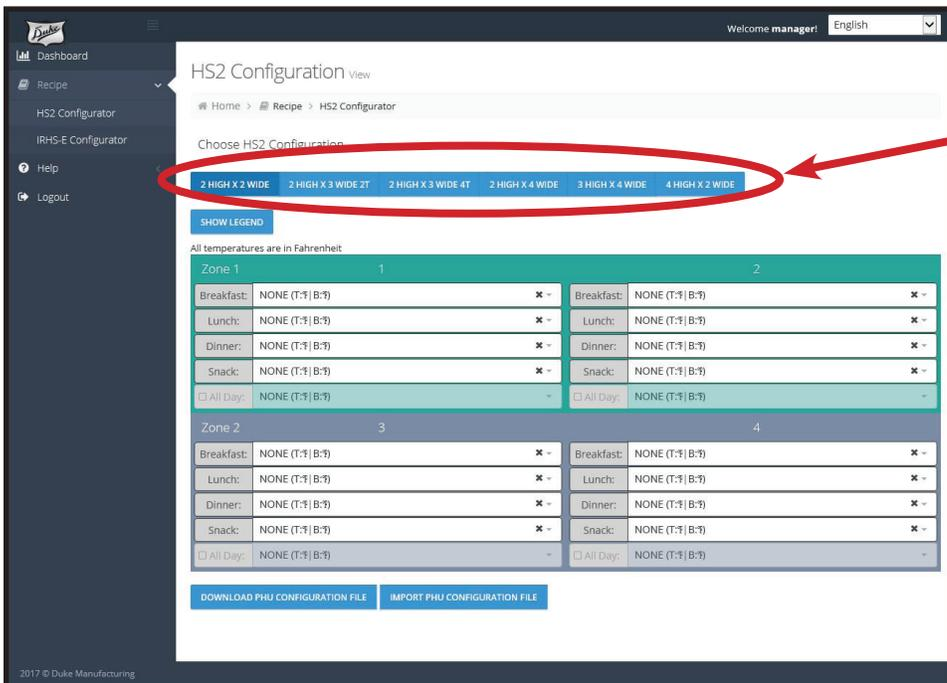 Duke
Welcome manager! English
Dashboard
Recipe
HS2 Configurator
IRHS-E Configurator
Help
Logout
HS2 Configuration View
Home > Recipe > HS2 Configurator
Choose HS2 Configuration
2 HIGH X 2 WIDE 2 HIGH X 3 WIDE 2T 2 HIGH X 3 WIDE 4T 2 HIGH X 4 WIDE 3 HIGH X 4 WIDE 4 HIGH X 2 WIDE
SHOW LEGEND
All temperatures are in Fahrenheit
Zone 1 1 2
Breakfast: NONE (T:?|B:?) Breakfast: NONE (T:?|B:?)
Lunch: NONE (T:?|B:?) Lunch: NONE (T:?|B:?)
Dinner: NONE (T:?|B:?) Dinner: NONE (T:?|B:?)
Snack: NONE (T:?|B:?) Snack: NONE (T:?|B:?)
All Day: NONE (T:?|B:?) All Day: NONE (T:?|B:?)
Zone 2 3 4
Breakfast: NONE (T:?|B:?) Breakfast: NONE (T:?|B:?)
Lunch: NONE (T:?|B:?) Lunch: NONE (T:?|B:?)
Dinner: NONE (T:?|B:?) Dinner: NONE (T:?|B:?)
Snack: NONE (T:?|B:?) Snack: NONE (T:?|B:?)
All Day: NONE (T:?|B:?) All Day: NONE (T:?|B:?)
DOWNLOAD PHU CONFIGURATION FILE IMPORT PHU CONFIGURATION FILE
2017 © Duke Manufacturing